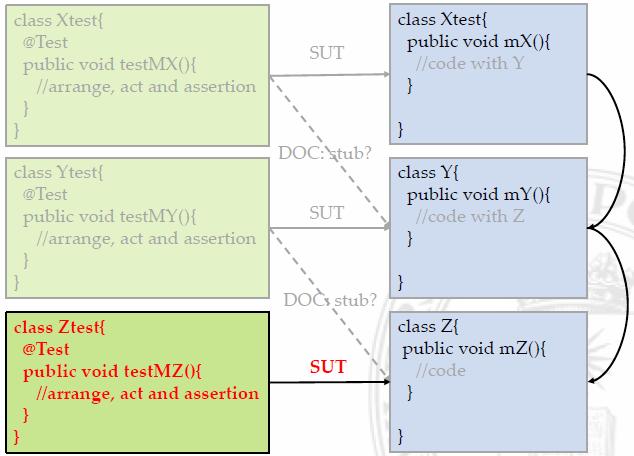 class Xtest{
@Test
public void testMX(){
//arrange, act and assertion
}
}
SUT
class Xtest{
public void mX(){
//code with Y
}
}
DOC: stub?
class Ytest{
@Test
public void testMY(){
//arrange, act and assertion
}
}
SUT
class Y{
public void mY(){
//code with Z
}
}
DOC: stub?
class Ztest{
@Test
public void testMZ(){
//arrange, act and assertion
}
}
SUT
class Z{
public void mZ(){
//code
}
}